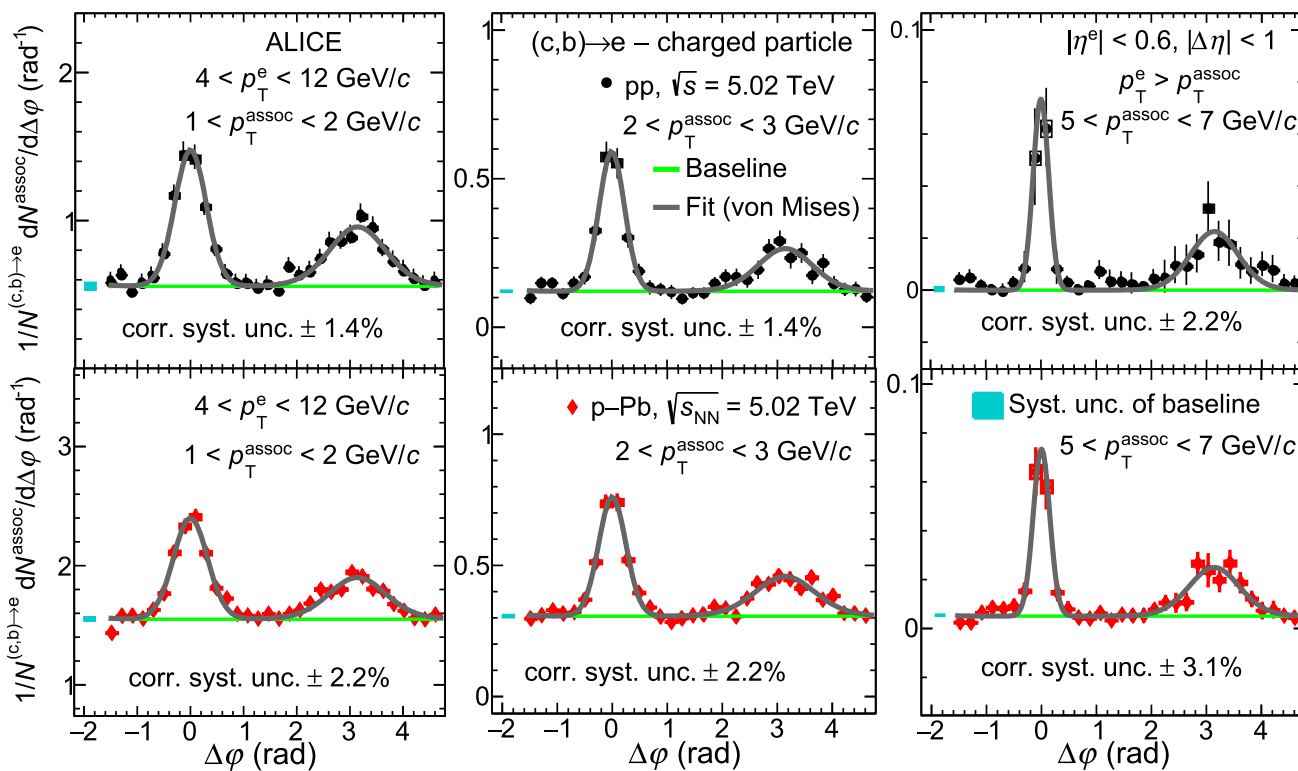 1/N^{(c,b)→e} dN^{assoc}/dΔφ (rad⁻¹)
2
1
0
ALICE
4 < p_T^e < 12 GeV/c
1 < p_T^{assoc} < 2 GeV/c
corr. syst. unc. ± 1.4%
1
0.5
0
(c,b)→e – charged particle
pp, √s = 5.02 TeV
2 < p_T^{assoc} < 3 GeV/c
Baseline
Fit (von Mises)
corr. syst. unc. ± 1.4%
0.1
0
|η^e| < 0.6, |Δη| < 1
p_T^e > p_T^{assoc}
5 < p_T^{assoc} < 7 GeV/c
corr. syst. unc. ± 2.2%
1/N^{(c,b)→e} dN^{assoc}/dΔφ (rad⁻¹)
3
2
1
4 < p_T^e < 12 GeV/c
1 < p_T^{assoc} < 2 GeV/c
corr. syst. unc. ± 2.2%
−2 −1 0 1 2 3 4
Δφ (rad)
1
0.5
0
p–Pb, √s_{NN} = 5.02 TeV
2 < p_T^{assoc} < 3 GeV/c
corr. syst. unc. ± 2.2%
−2 −1 0 1 2 3 4
Δφ (rad)
0.1
0
Syst. unc. of baseline
5 < p_T^{assoc} < 7 GeV/c
corr. syst. unc. ± 3.1%
−2 −1 0 1 2 3 4
Δφ (rad)